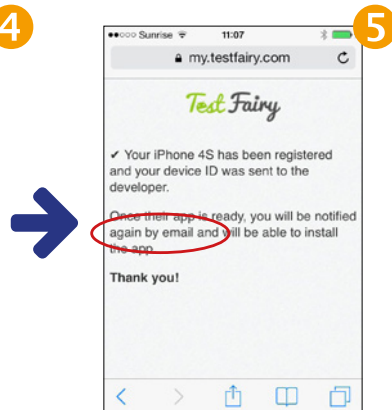 4
5
Sunrise 11:07
my.testfairy.com
Test Fairy
✔ Your iPhone 4S has been registered
and your device ID was sent to the
developer.
Once their app is ready, you will be notified
again by email and will be able to install
the app.
Thank you!